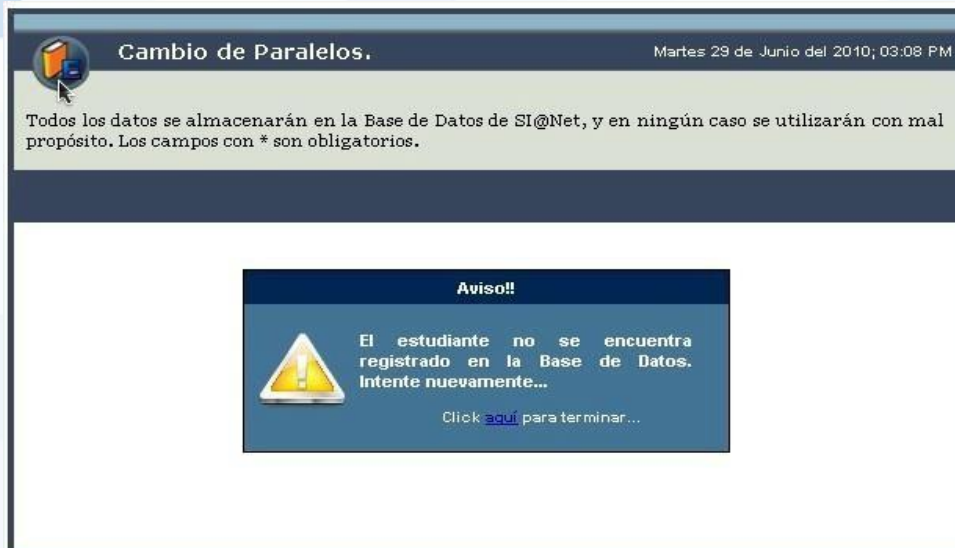 Cambio de Paralelos.
Martes 29 de Junio del 2010; 03:08 PM
Todos los datos se almacenarán en la Base de Datos de SI@Net, y en ningún caso se utilizarán con mal
propósito. Los campos con * son obligatorios.
Aviso!!
El estudiante no se encuentra
registrado en la Base de Datos.
Intente nuevamente...
Click aquí para terminar...